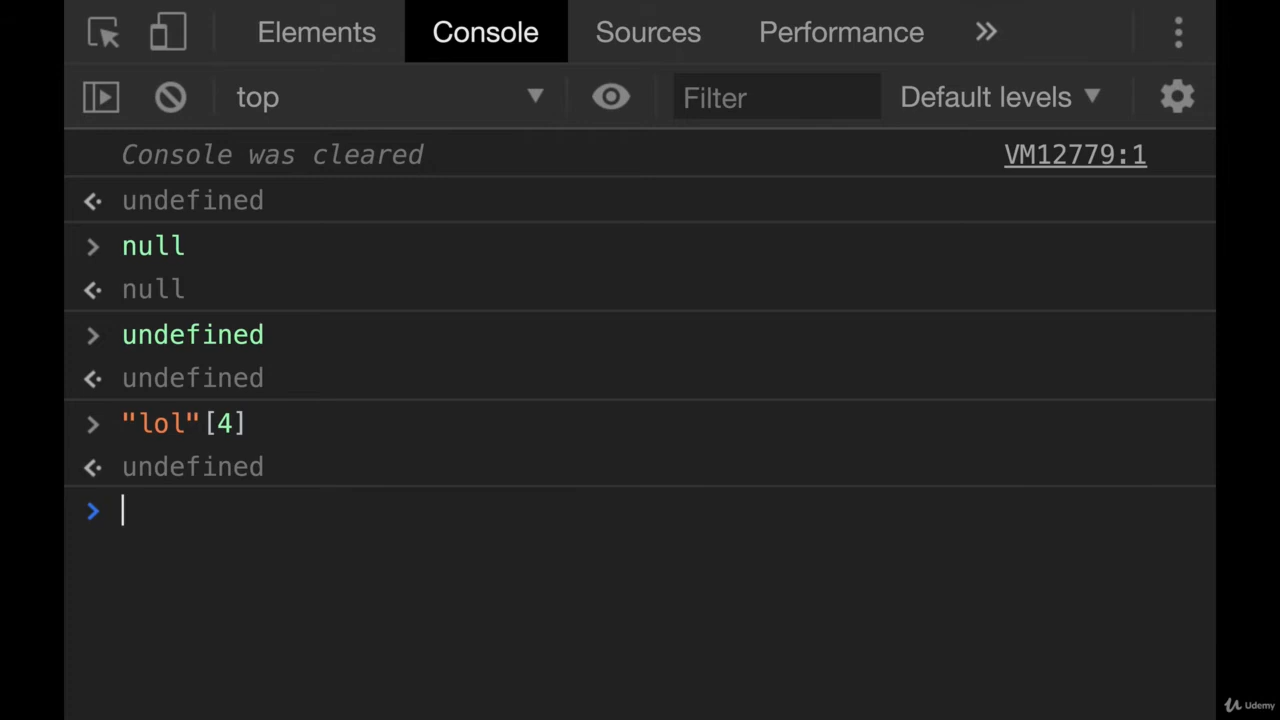 Elements Console Sources Performance »
top ▼ Filter Default levels ▼
Console was cleared VM12779:1
undefined
> null
null
> undefined
undefined
> "lol"[4]
undefined
>
Udemy